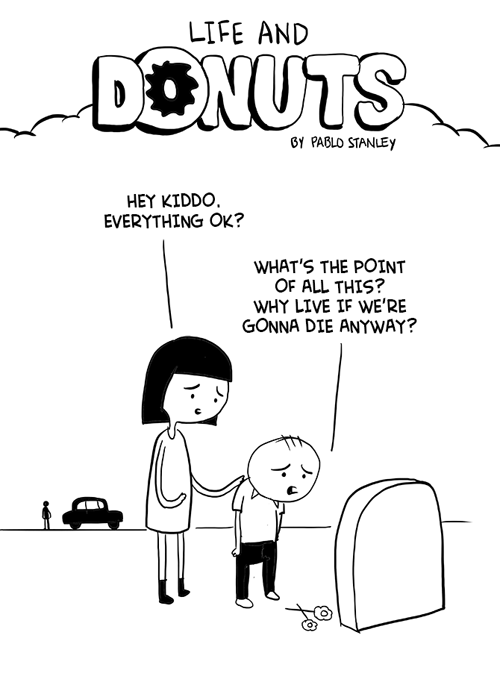 LIFE AND
DONUTS
BY PABLO STANLEY
HEY KIDDO.
EVERYTHING OK?
WHAT'S THE POINT
OF ALL THIS?
WHY LIVE IF WE'RE
GONNA DIE ANYWAY?